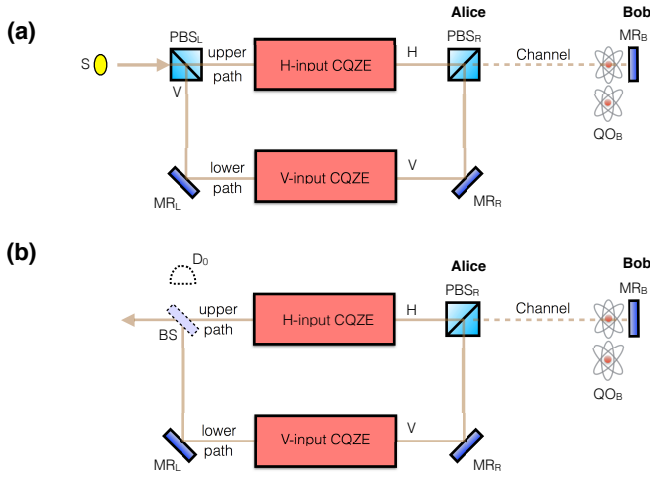 (a)
Alice
Bob
PBSL
MRB
S
upper
path
H-input CQZE
H
Channel
V
QOB
lower
path
V-input CQZE
V
MRL
MRR
(b)
D0
Alice
Bob
PBSR
MRB
upper
path
H-input CQZE
H
Channel
BS
QOB
lower
path
V-input CQZE
V
MRL
MRR
PBSR